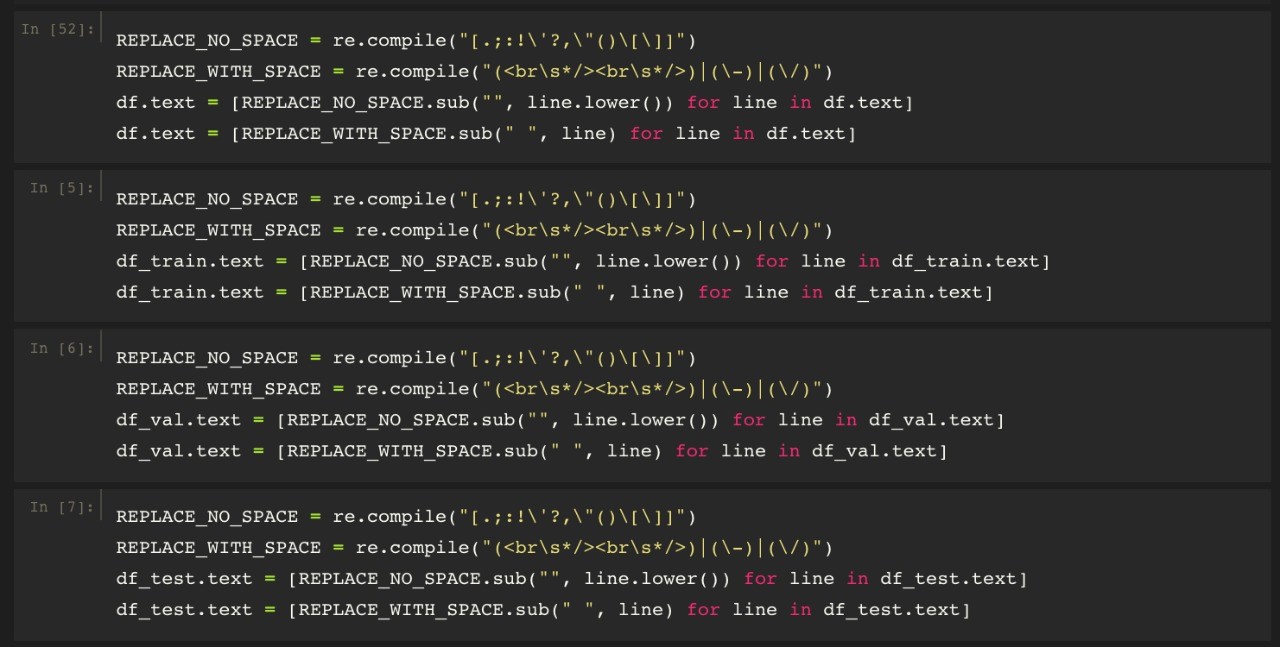 In [52]:
REPLACE_NO_SPACE = re.compile("[.;:!\'?,\"()\[\]]")
REPLACE_WITH_SPACE = re.compile("(<br\s*/><br\s*/>)|(\-)|(\/)")
df.text = [REPLACE_NO_SPACE.sub("", line.lower()) for line in df.text]
df.text = [REPLACE_WITH_SPACE.sub(" ", line) for line in df.text]
In [5]:
REPLACE_NO_SPACE = re.compile("[.;:!\'?,\"()\[\]]")
REPLACE_WITH_SPACE = re.compile("(<br\s*/><br\s*/>)|(\-)|(\/)")
df_train.text = [REPLACE_NO_SPACE.sub("", line.lower()) for line in df_train.text]
df_train.text = [REPLACE_WITH_SPACE.sub(" ", line) for line in df_train.text]
In [6]:
REPLACE_NO_SPACE = re.compile("[.;:!\'?,\"()\[\]]")
REPLACE_WITH_SPACE = re.compile("(<br\s*/><br\s*/>)|(\-)|(\/)")
df_val.text = [REPLACE_NO_SPACE.sub("", line.lower()) for line in df_val.text]
df_val.text = [REPLACE_WITH_SPACE.sub(" ", line) for line in df_val.text]
In [7]:
REPLACE_NO_SPACE = re.compile("[.;:!\'?,\"()\[\]]")
REPLACE_WITH_SPACE = re.compile("(<br\s*/><br\s*/>)|(\-)|(\/)")
df_test.text = [REPLACE_NO_SPACE.sub("", line.lower()) for line in df_test.text]
df_test.text = [REPLACE_WITH_SPACE.sub(" ", line) for line in df_test.text]